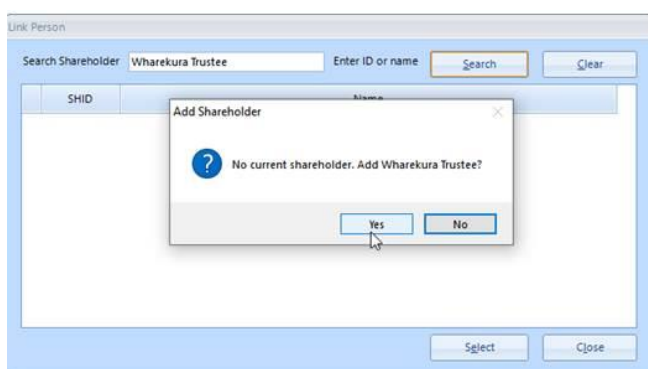 Link Person
Search Shareholder Wharekura Trustee Enter ID or name Search Clear
SHID Name
Add Shareholder
No current shareholder. Add Wharekura Trustee?
Yes No
Select Close